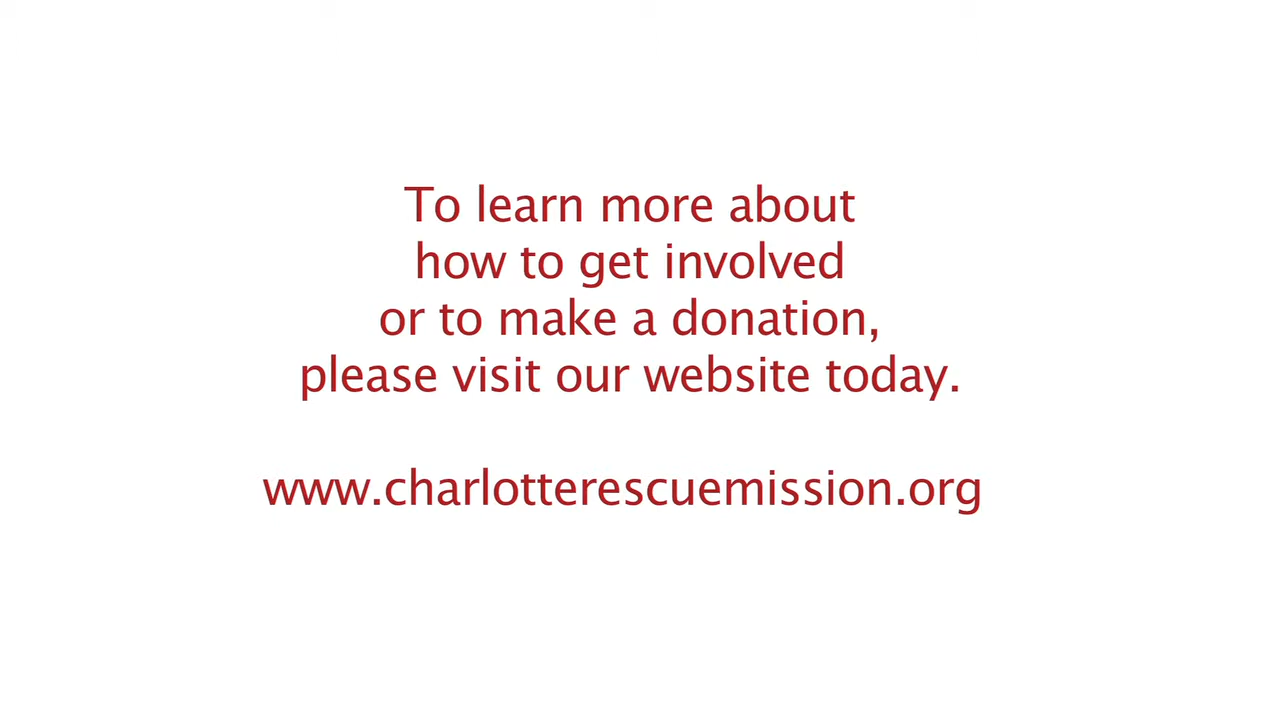 To learn more about
how to get involved
or to make a donation,
please visit our website today.
www.charlotterescuemission.org